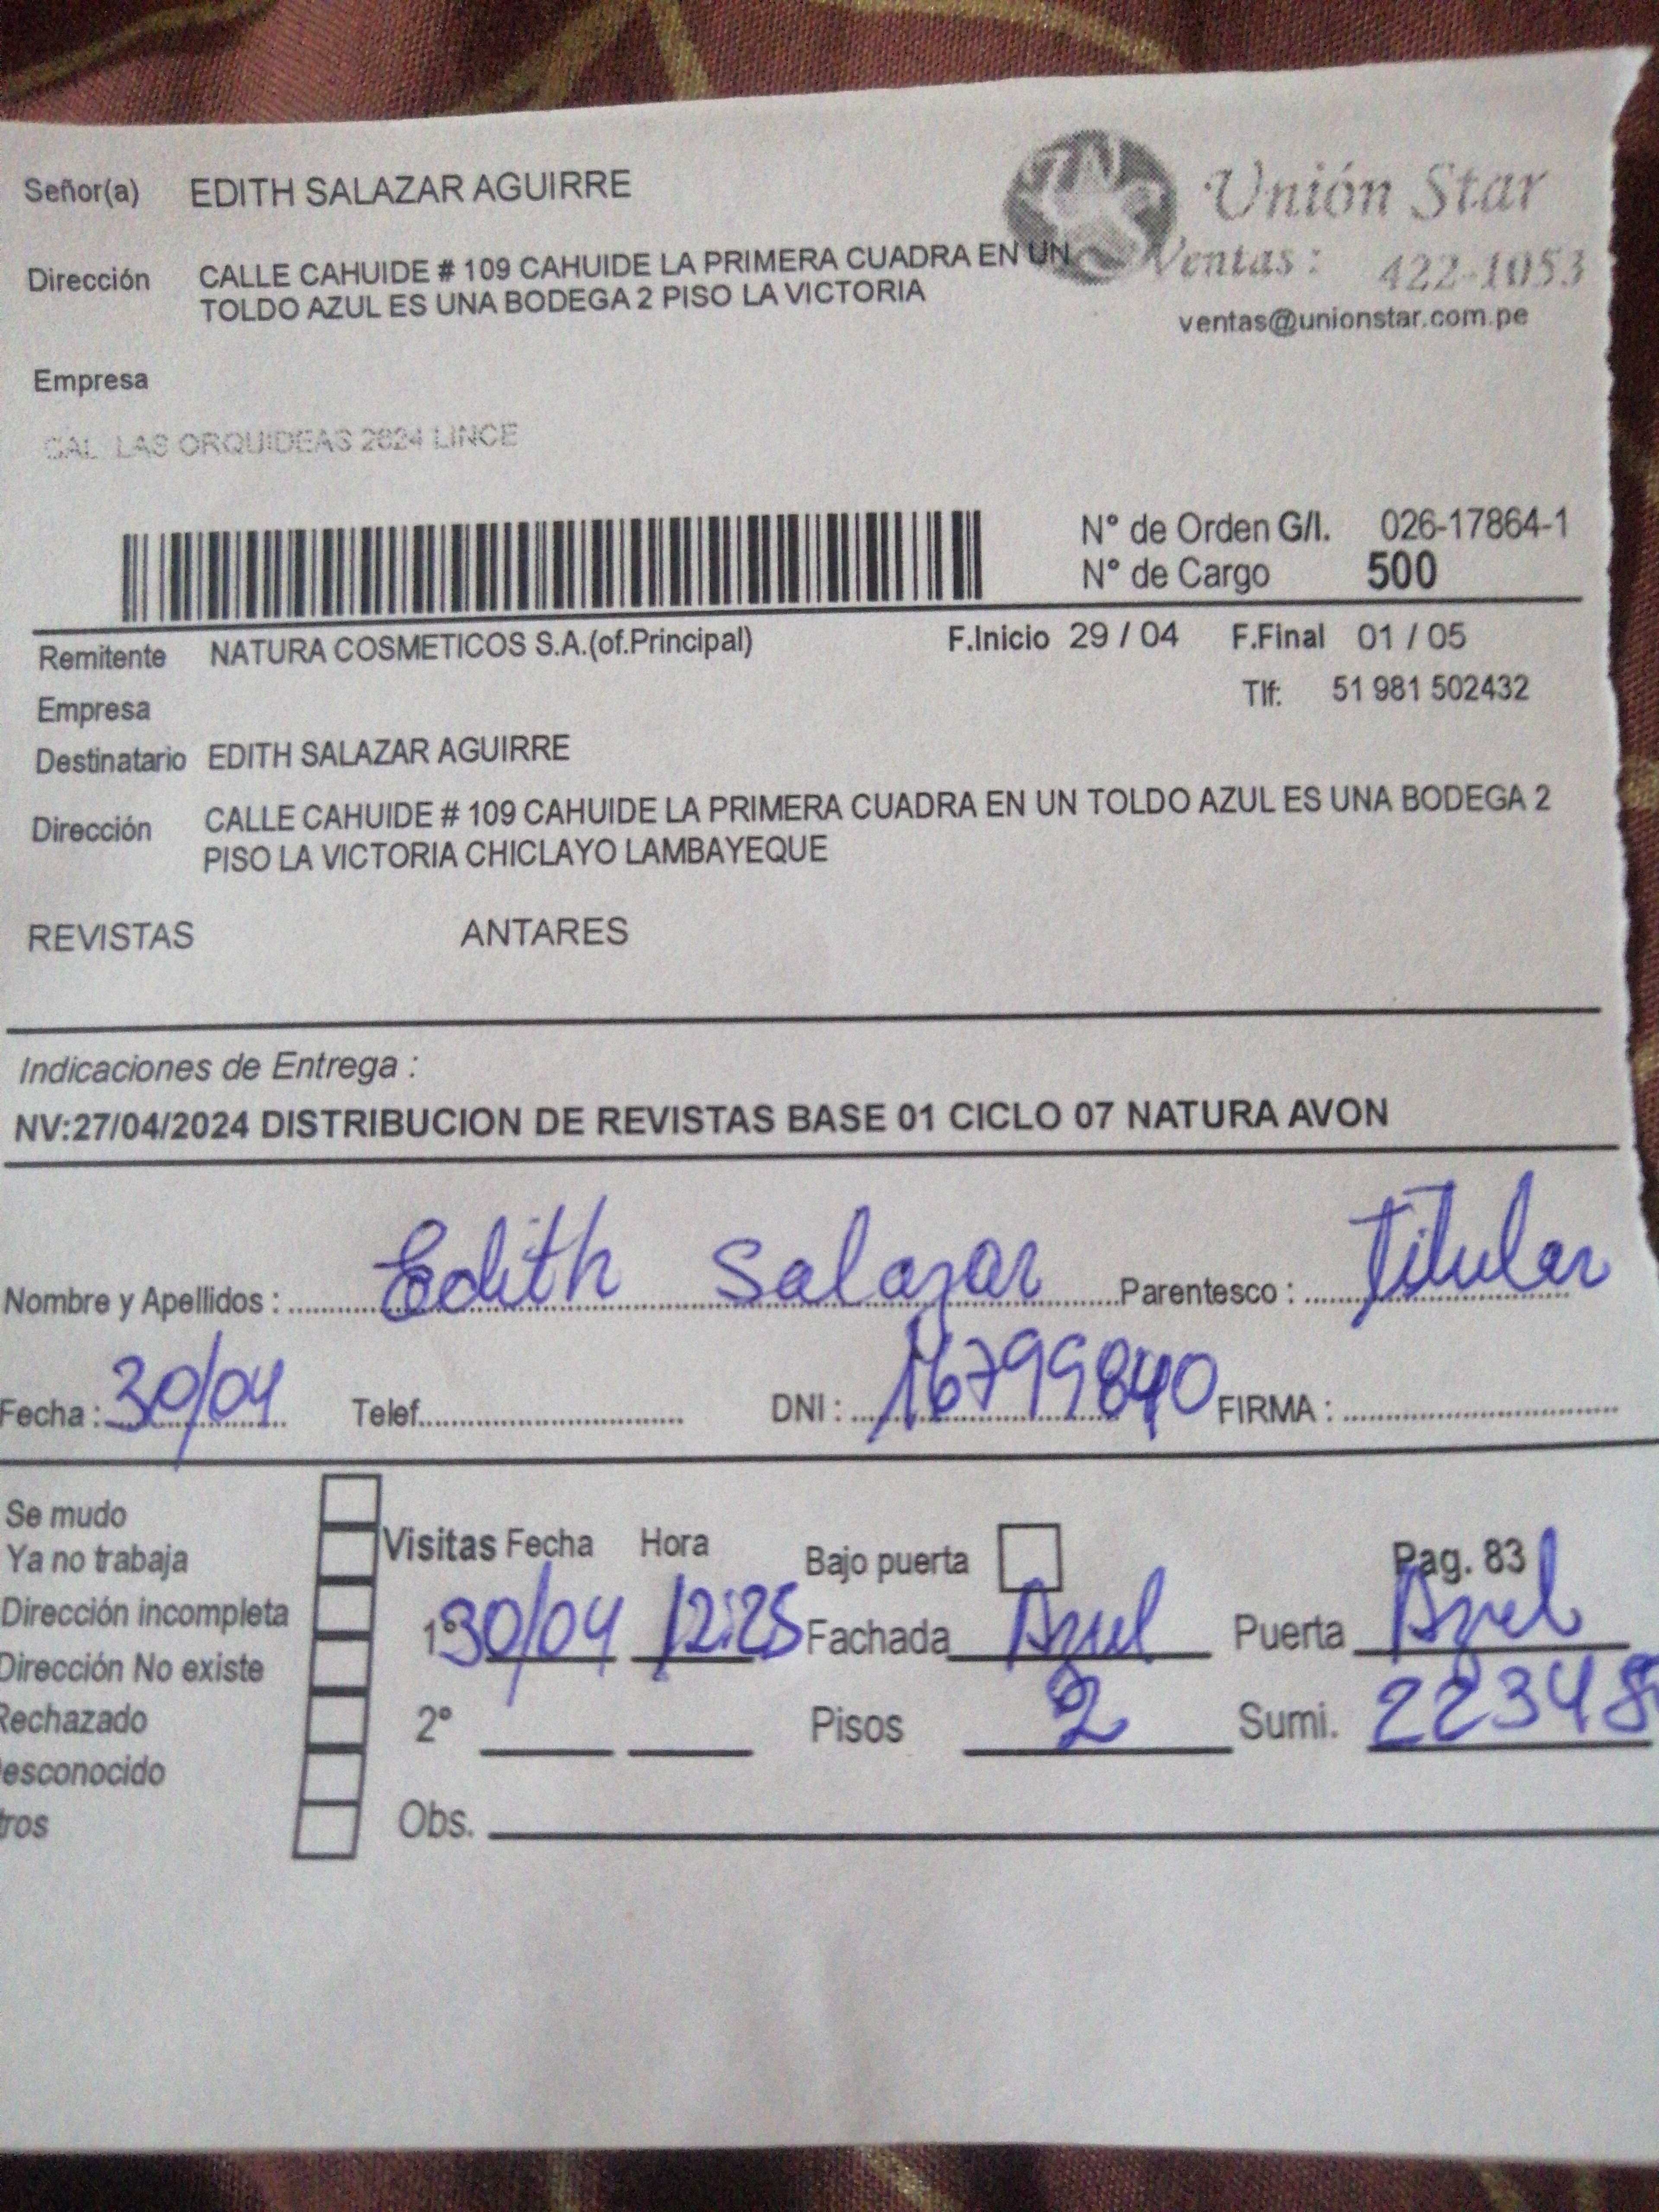 Señor(a) EDITH SALAZAR AGUIRRE
Unión Star
Dirección CALLE CAHUIDE # 109 CAHUIDE LA PRIMERA CUADRA EN UN
TOLDO AZUL ES UNA BODEGA 2 PISO LA VICTORIA
Ventas : 422-1053
ventas@unionstar.com.pe
Empresa
CAL LAS ORQUIDEAS 2624 LINCE
N° de Orden G/I. 026-17864-1
N° de Cargo 500
Remitente NATURA COSMETICOS S.A.(of.Principal) F.Inicio 29 / 04 F.Final 01 / 05
Empresa Tlf: 51 981 502432
Destinatario EDITH SALAZAR AGUIRRE
Dirección CALLE CAHUIDE # 109 CAHUIDE LA PRIMERA CUADRA EN UN TOLDO AZUL ES UNA BODEGA 2
PISO LA VICTORIA CHICLAYO LAMBAYEQUE
REVISTAS ANTARES
Indicaciones de Entrega :
NV:27/04/2024 DISTRIBUCION DE REVISTAS BASE 01 CICLO 07 NATURA AVON
Nombre y Apellidos : Edith Salazar Parentesco : Titular
Fecha : 30/04 Telef. DNI : 16799840 FIRMA :
Se mudo
Ya no trabaja
Dirección incompleta
Dirección No existe
Rechazado
esconocido
tros
Visitas Fecha Hora Bajo puerta Pag. 83
1° 30/04 12:25 Fachada Azul Puerta Azul
2° Pisos 2 Sumi. 22348
Obs.